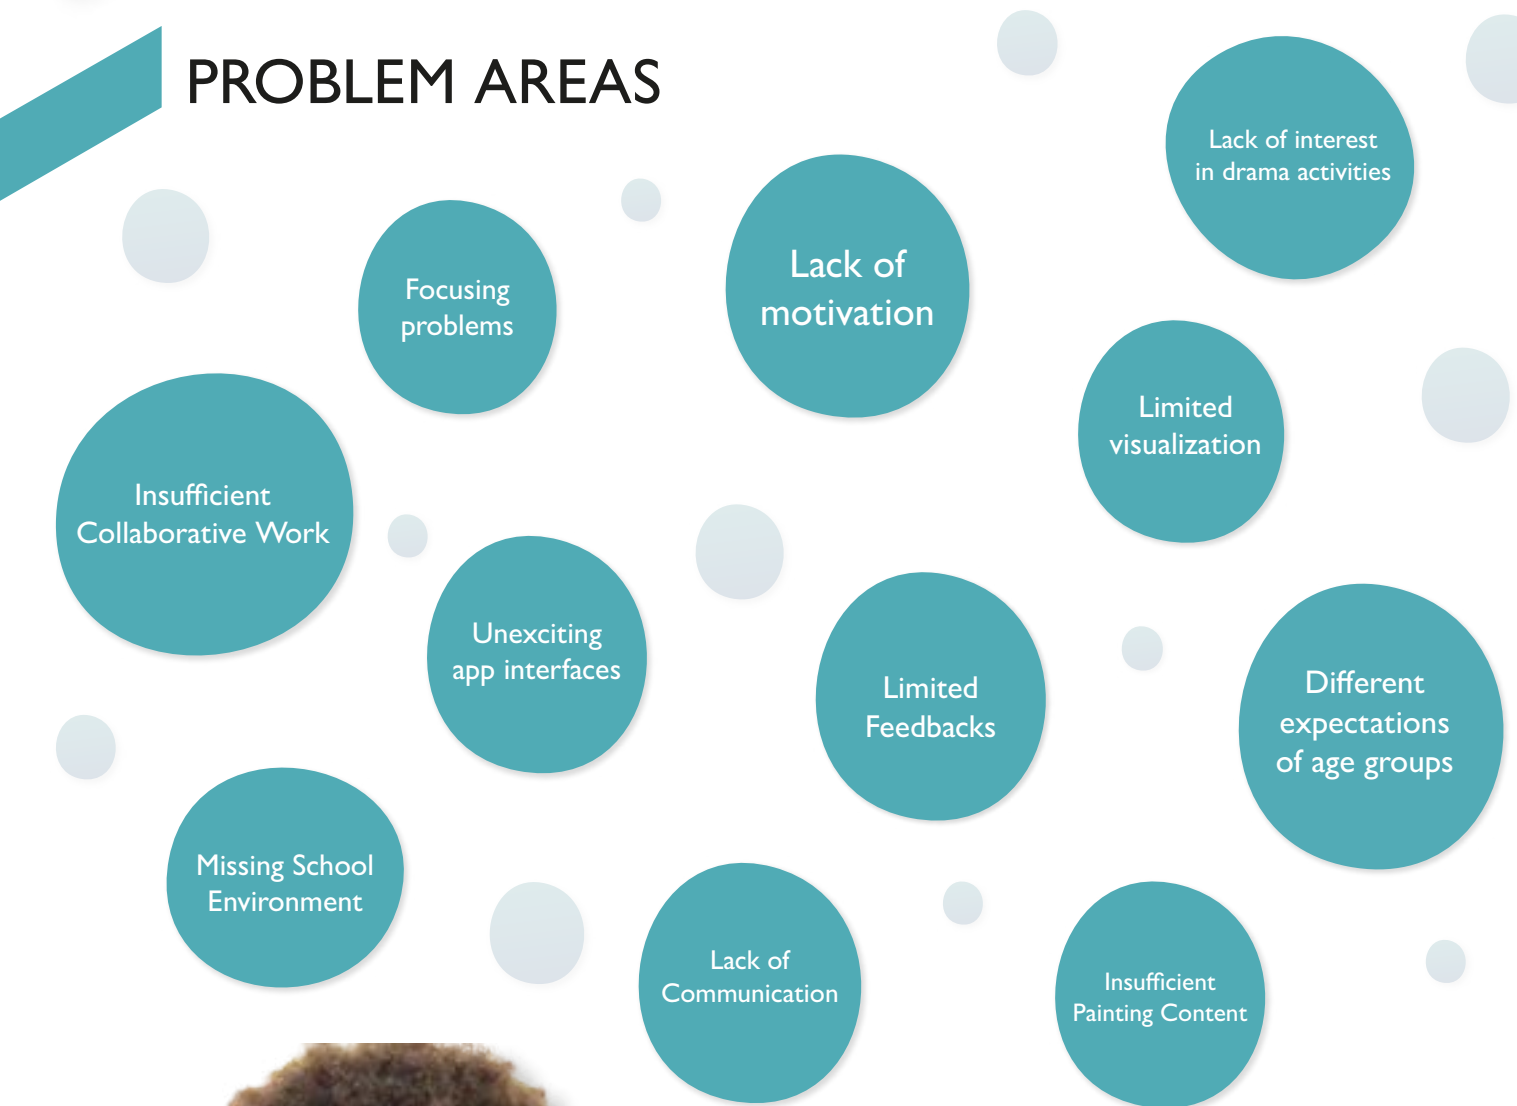 PROBLEM AREAS
Lack of interest
in drama activities
Focusing
problems
Lack of
motivation
Limited
visualization
Insufficient
Collaborative Work
Unexciting
app interfaces
Limited
Feedbacks
Different
expectations
of age groups
Missing School
Environment
Lack of
Communication
Insufficient
Painting Content